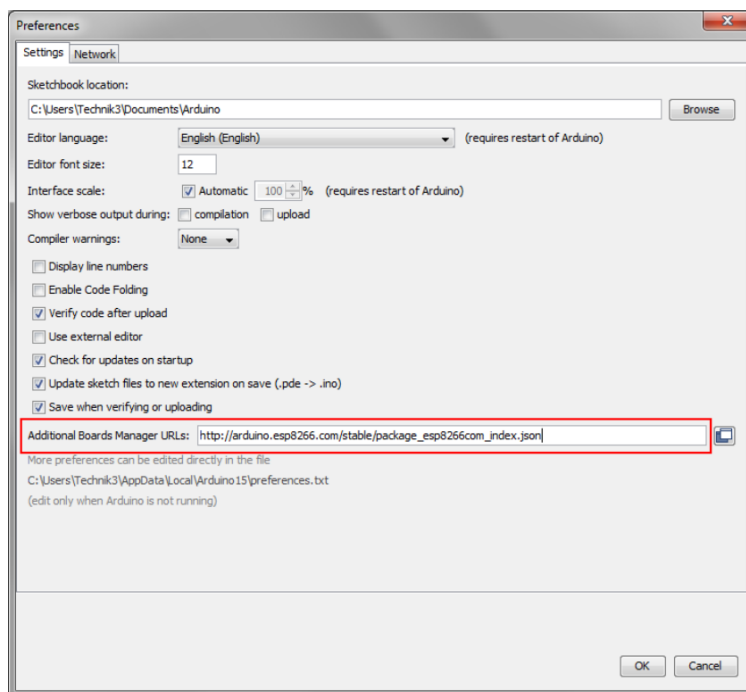 Preferences
Settings Network
Sketchbook location:
C:\Users\Technik3\Documents\Arduino Browse
Editor language: English (English) (requires restart of Arduino)
Editor font size: 12
Interface scale: Automatic 100 % (requires restart of Arduino)
Show verbose output during: compilation upload
Compiler warnings: None
Display line numbers
Enable Code Folding
Verify code after upload
Use external editor
Check for updates on startup
Update sketch files to new extension on save (.pde -> .ino)
Save when verifying or uploading
Additional Boards Manager URLs: http://arduino.esp8266.com/stable/package_esp8266com_index.json
More preferences can be edited directly in the file
C:\Users\Technik3\AppData\Local\Arduino15\preferences.txt
(edit only when Arduino is not running)
OK Cancel